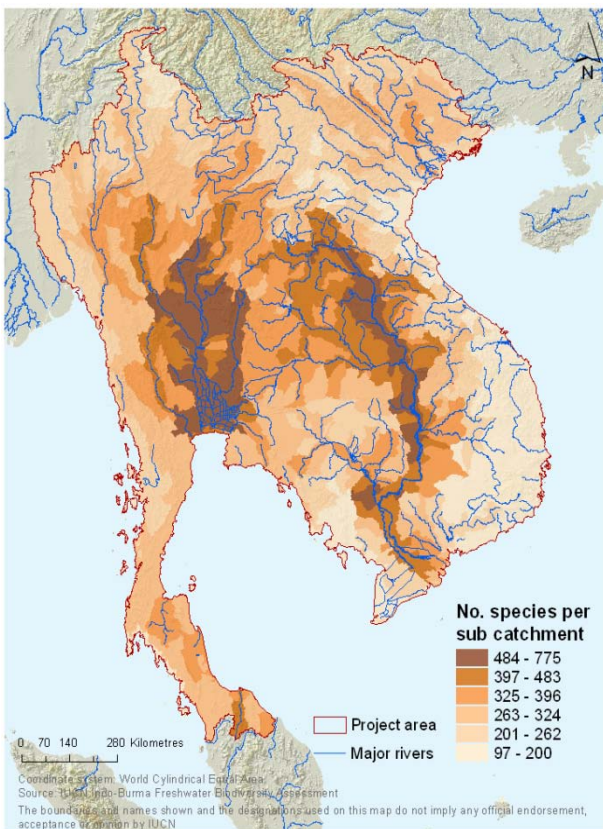 N
No. species per
sub catchment
484 - 775
397 - 483
325 - 396
263 - 324
201 - 262
97 - 200
Project area
Major rivers
0 70 140 280 Kilometres
Coordinate system: World Cylindrical Equal Area
Source: IUCN Indo-Burma Freshwater Biodiversity Assessment
The boundaries and names shown and the designations used on this map do not imply any official endorsement,
acceptance or opinion by IUCN